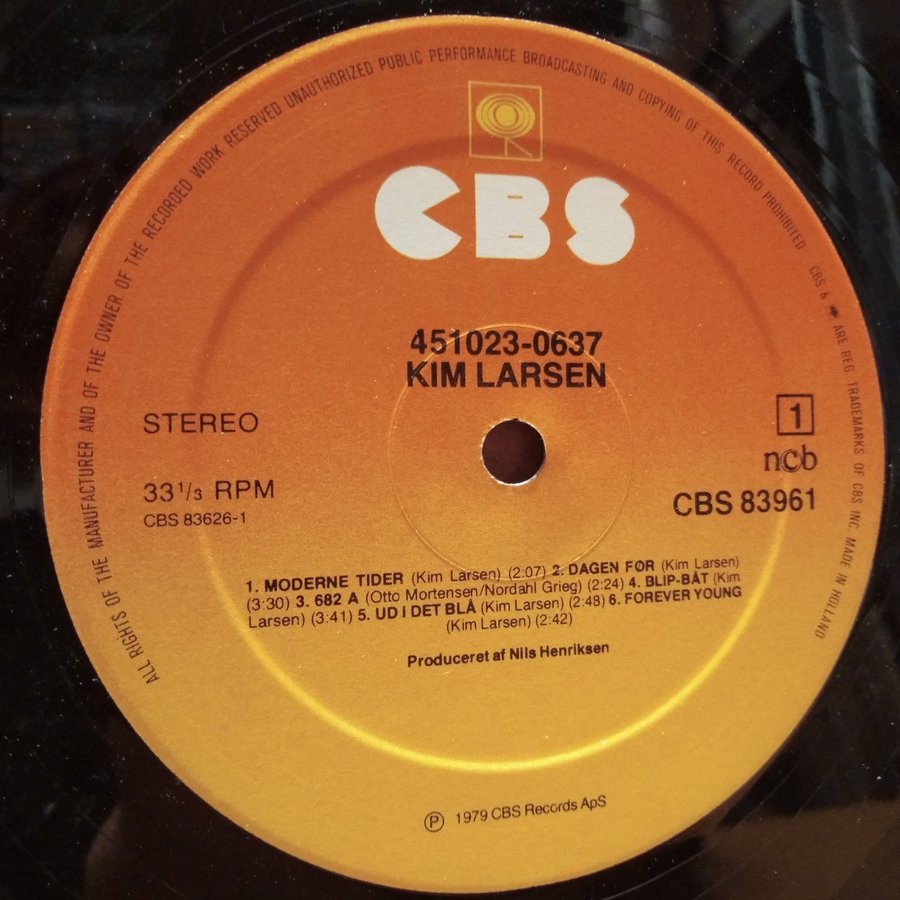 ALL RIGHTS OF THE MANUFACTURER AND OF THE OWNER OF THE RECORDED WORK RESERVED UNAUTHORIZED PUBLIC PERFORMANCE BROADCASTING AND COPYING OF THIS RECORD PROHIBITED CBS & ARE REG. TRADEMARKS OF CBS INC. MADE IN HOLLAND
CBS
451023-0637
KIM LARSEN
STEREO
1
ncb
33 1/3 RPM
CBS 83961
CBS 83626-1
1. MODERNE TIDER (Kim Larsen) (2:07) 2. DAGEN FØR (Kim Larsen)
(3:30) 3. 682 A (Otto Mortensen/Nordahl Grieg) (2:24) 4. BLIP-BÅT (Kim
Larsen) (3:41) 5. UD i DET BLÅ (Kim Larsen) (2:48) 6. FOREVER YOUNG
(Kim Larsen) (2:42)
Produceret af Nils Henriksen
℗ 1979 CBS Records ApS